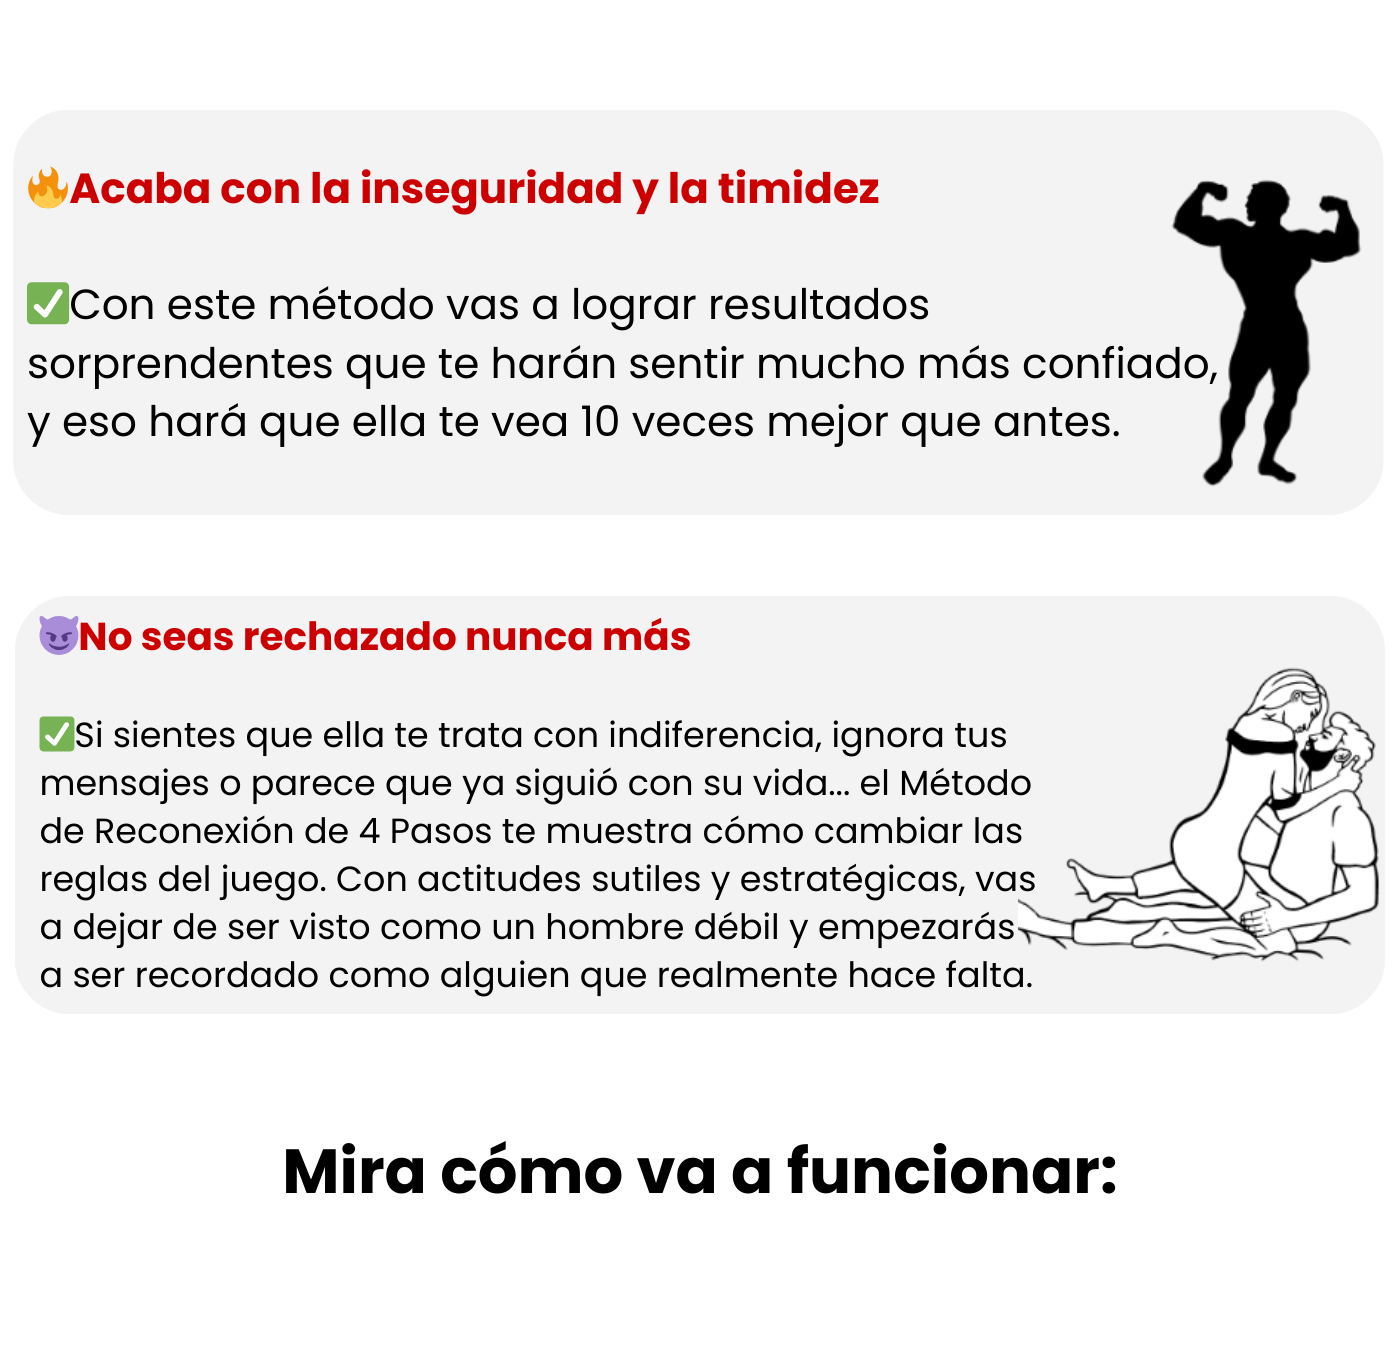 🔥Acaba con la inseguridad y la timidez
✅Con este método vas a lograr resultados
sorprendentes que te harán sentir mucho más confiado,
y eso hará que ella te vea 10 veces mejor que antes.
😈No seas rechazado nunca más
✅Si sientes que ella te trata con indiferencia, ignora tus
mensajes o parece que ya siguió con su vida... el Método
de Reconexión de 4 Pasos te muestra cómo cambiar las
reglas del juego. Con actitudes sutiles y estratégicas, vas
a dejar de ser visto como un hombre débil y empezarás
a ser recordado como alguien que realmente hace falta.
Mira cómo va a funcionar: